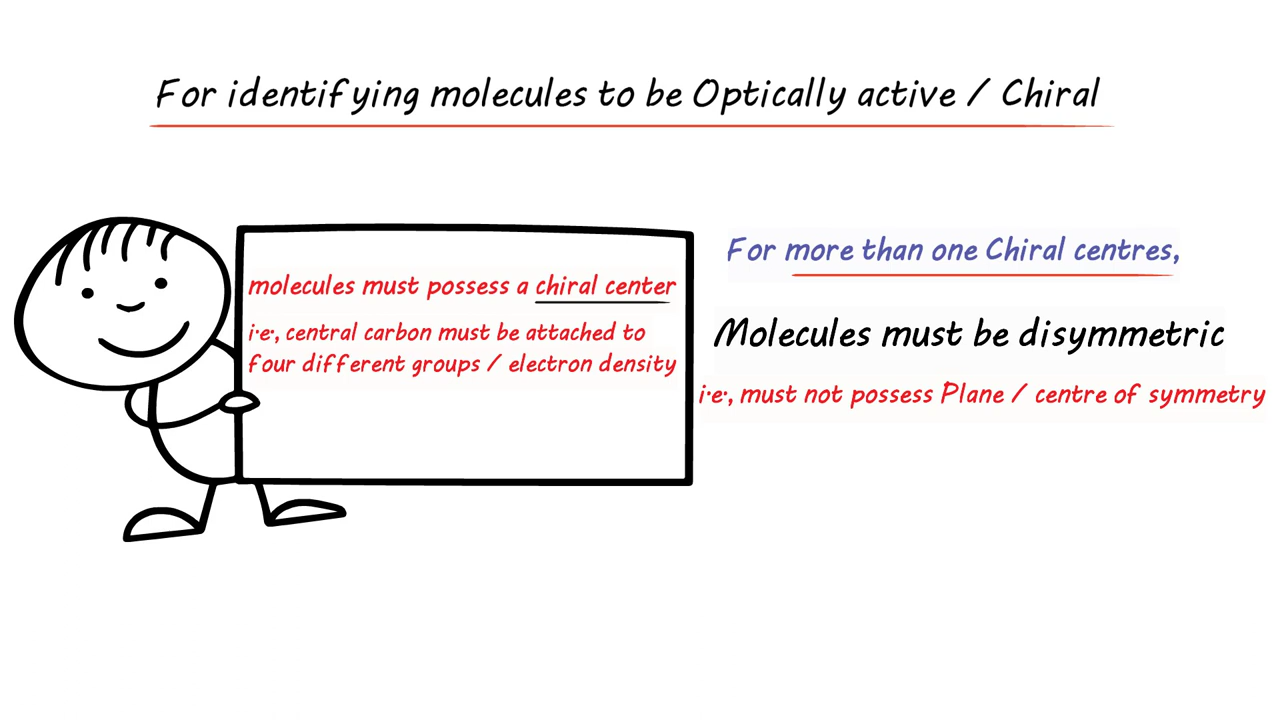 For identifying molecules to be Optically active / Chiral
molecules must possess a chiral center
i.e., central carbon must be attached to
four different groups / electron density
For more than one Chiral centres,
Molecules must be disymmetric
i.e., must not possess Plane / centre of symmetry